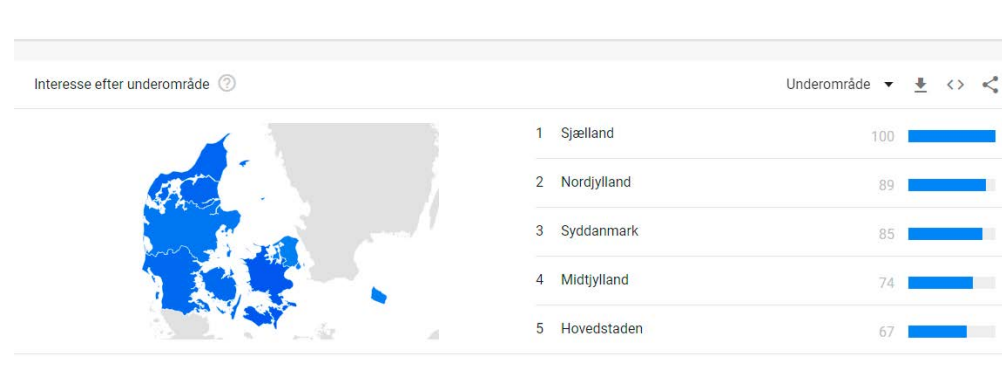 Interesse efter underområde ?
Underområde
1 Sjælland 100
2 Nordjylland 89
3 Syddanmark 85
4 Midtjylland 74
5 Hovedstaden 67